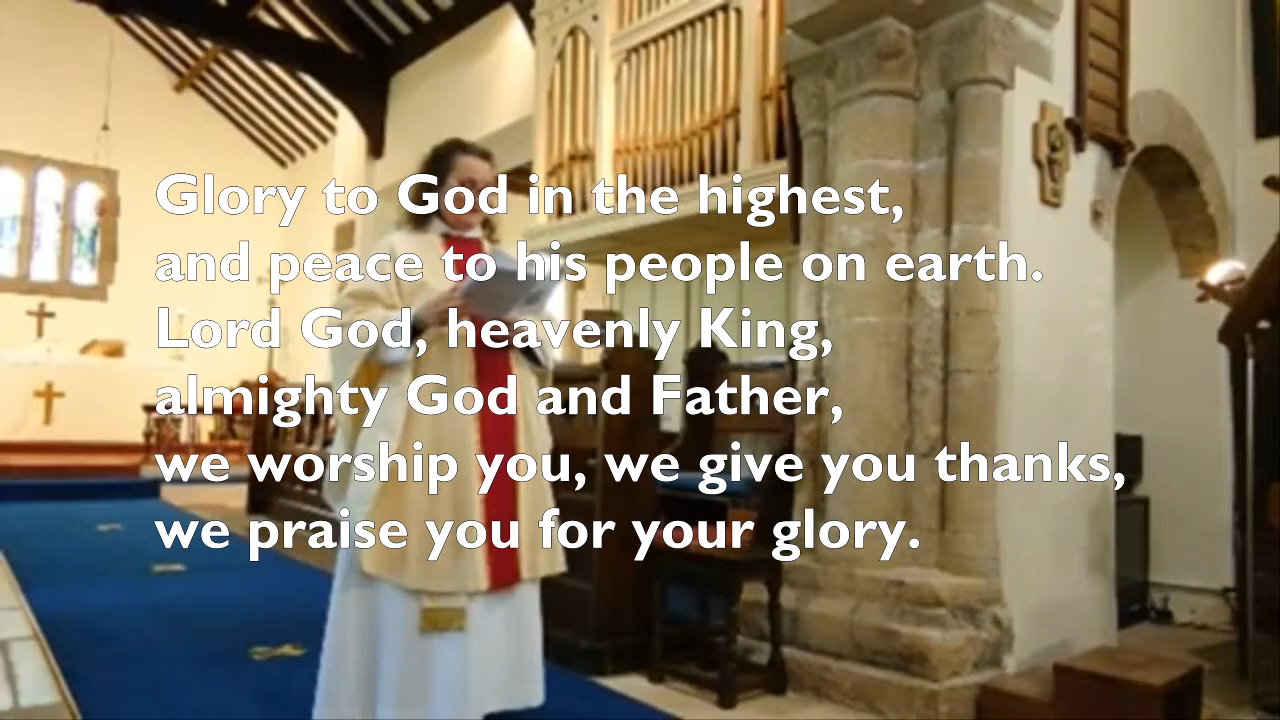 Glory to God in the highest,
and peace to his people on earth.
Lord God, heavenly King,
almighty God and Father,
we worship you, we give you thanks,
we praise you for your glory.